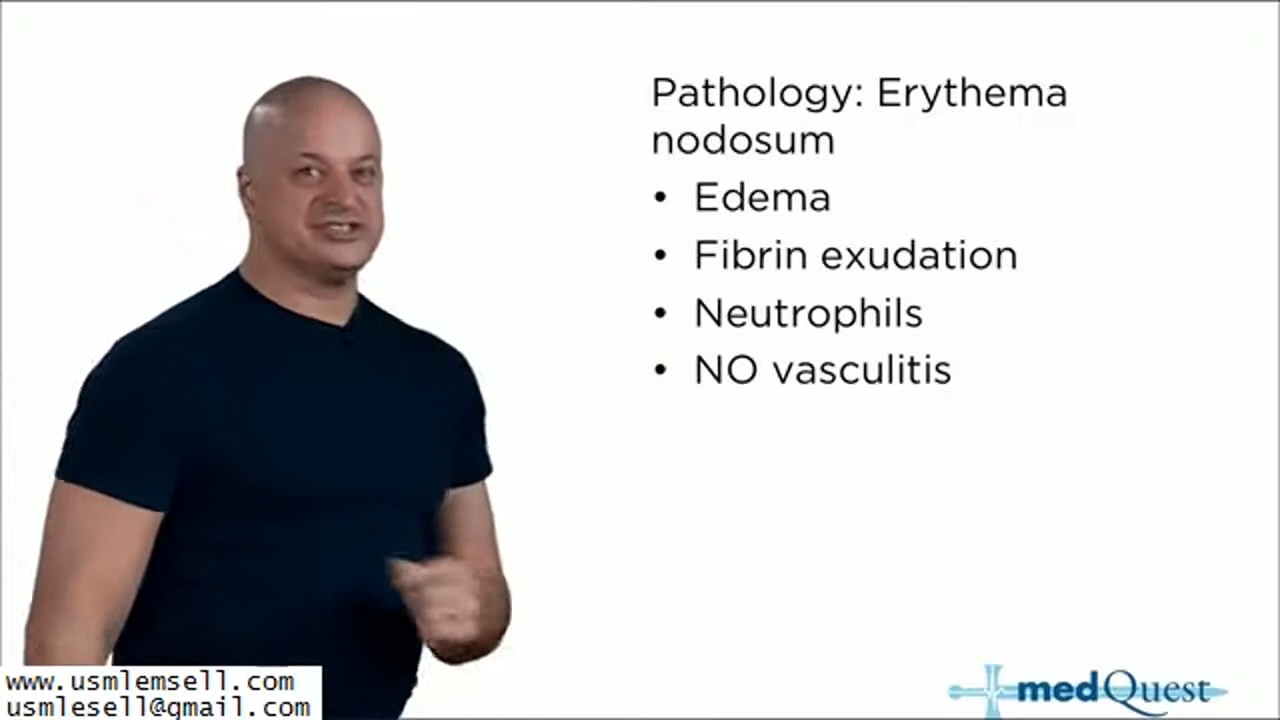 Pathology: Erythema
nodosum
• Edema
• Fibrin exudation
• Neutrophils
• NO vasculitis
www.usmlemsell.com
usmlesell@gmail.com
medQuest